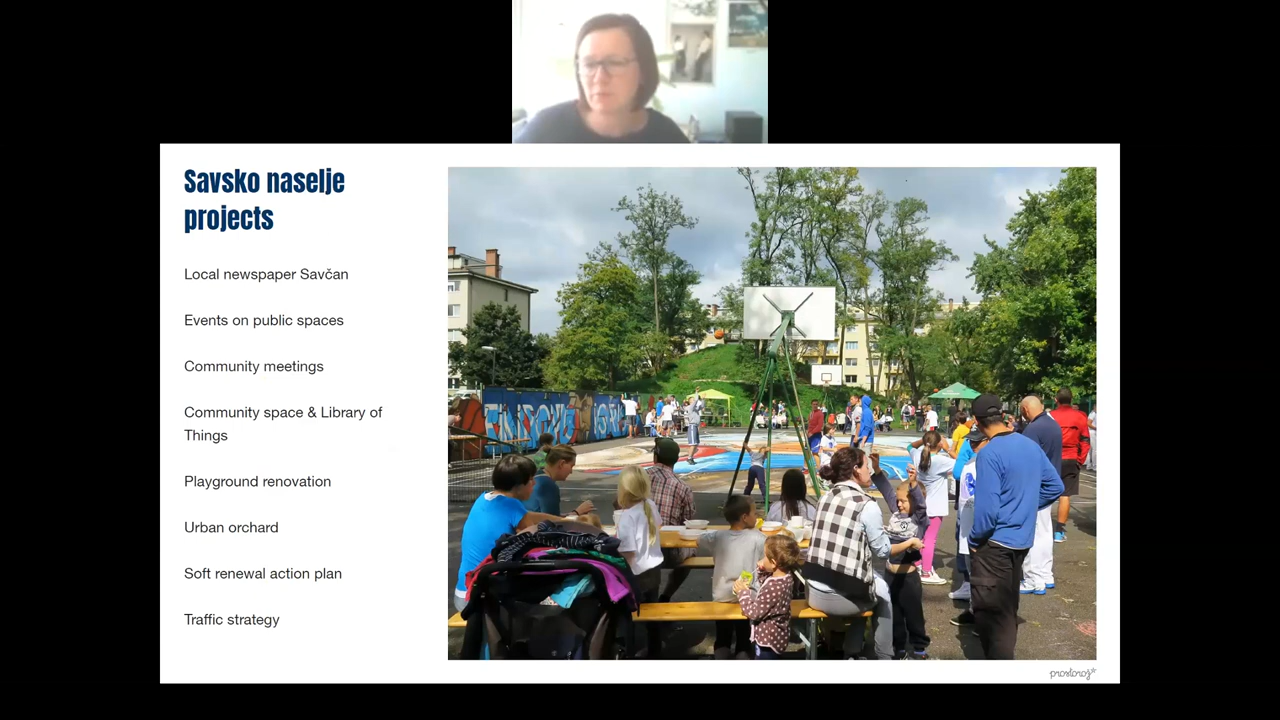 Savsko naselje
projects
Local newspaper Savčan
Events on public spaces
Community meetings
Community space & Library of
Things
Playground renovation
Urban orchard
Soft renewal action plan
Traffic strategy
prostorož*